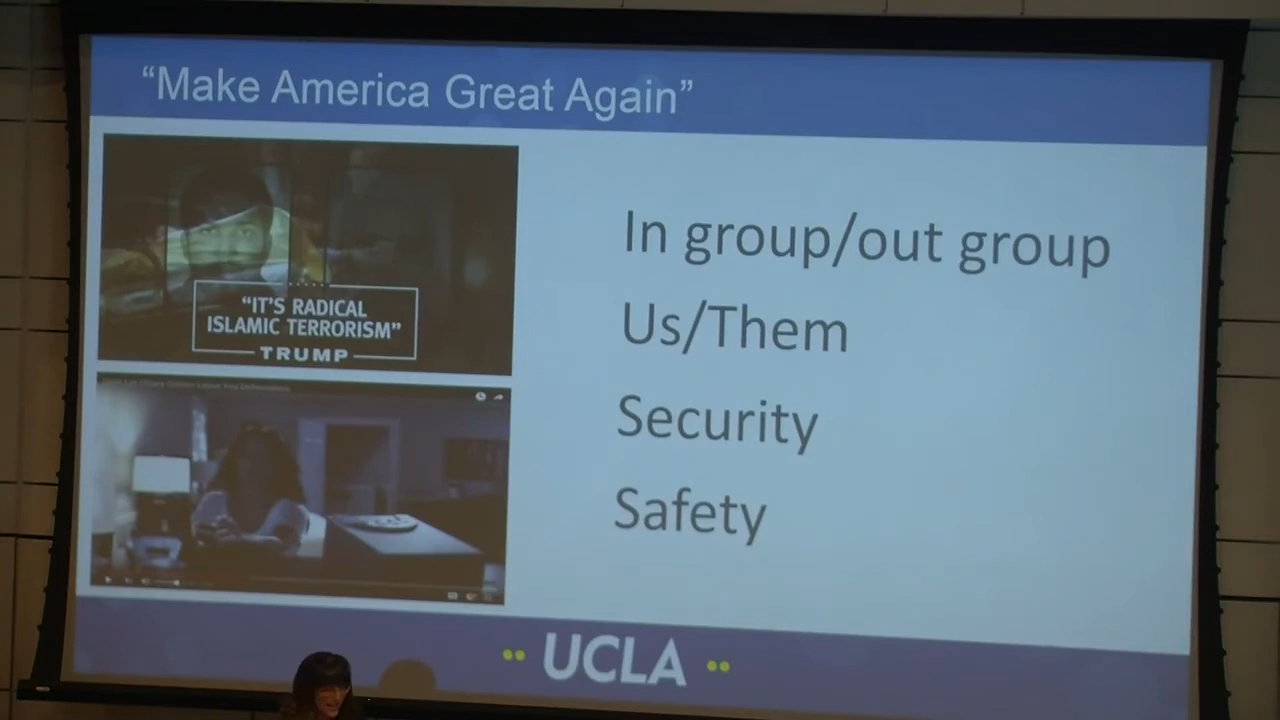 “Make America Great Again”
“IT’S RADICAL
ISLAMIC TERRORISM”
TRUMP
In group/out group
Us/Them
Security
Safety
UCLA